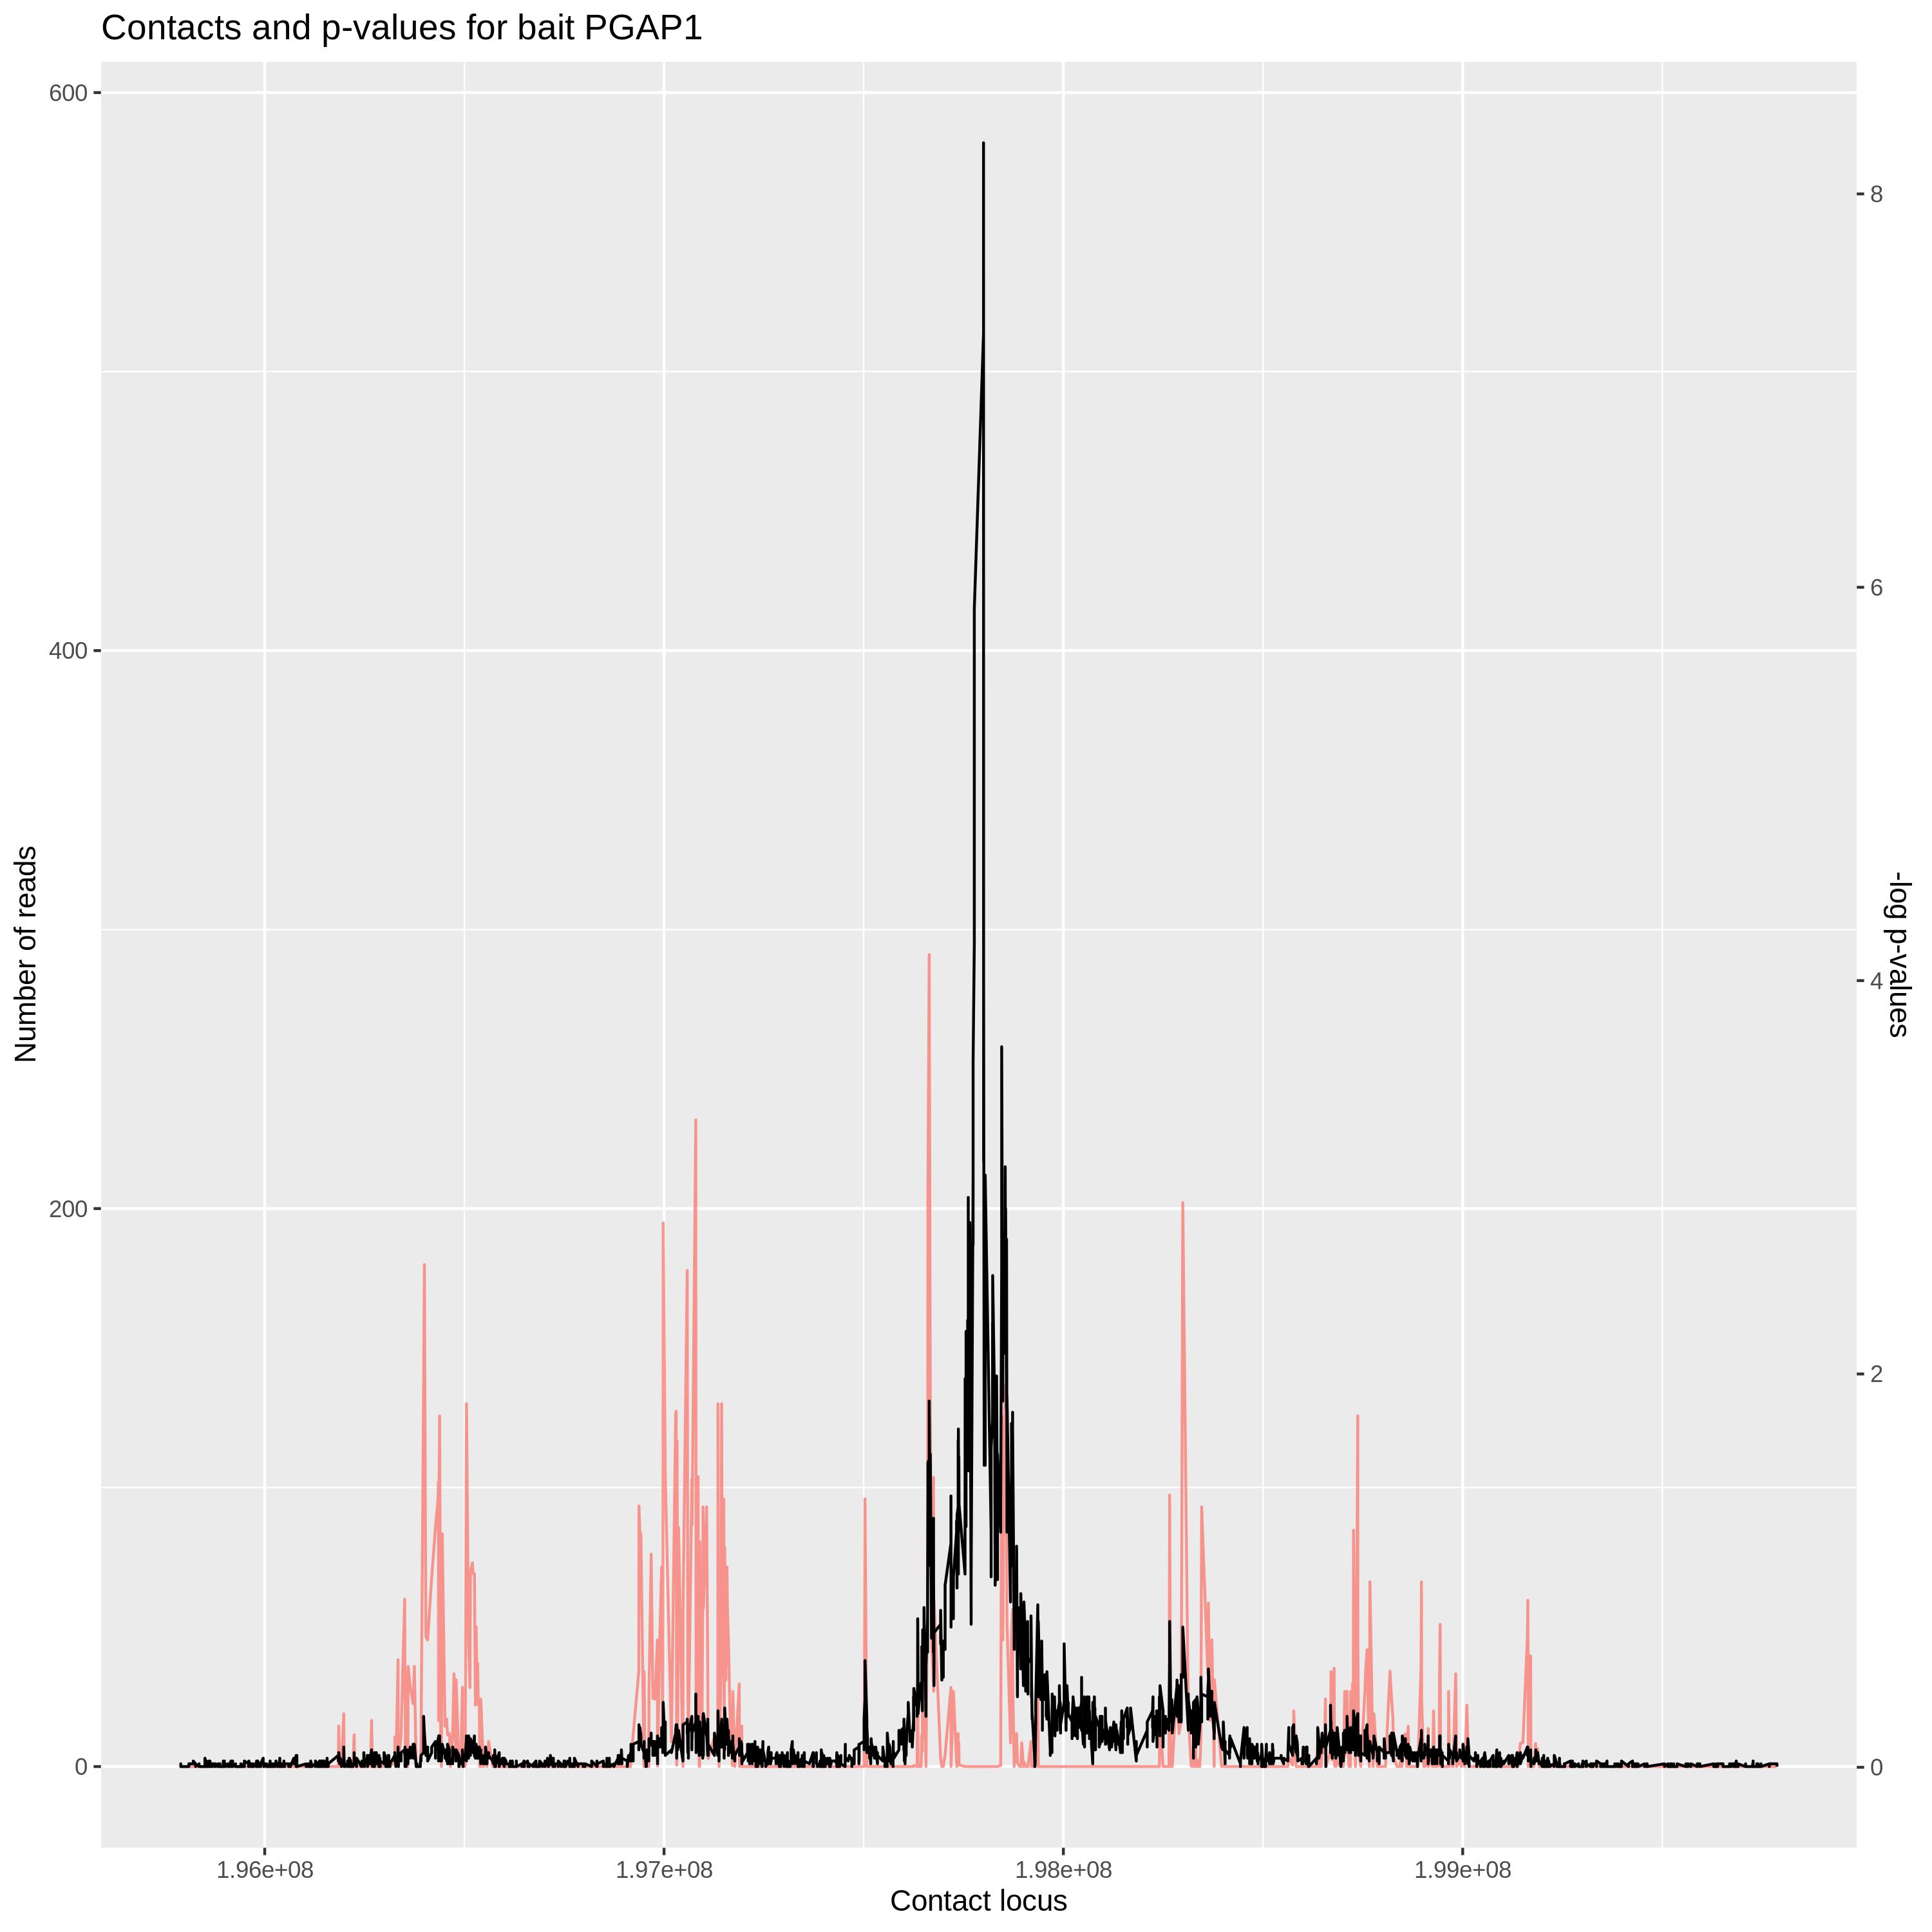 Contacts and p-values for bait PGAP1
600
400
200
0
Number of reads
8
6
4
2
0
-log p-values
1.96e+08
1.97e+08
1.98e+08
1.99e+08
Contact locus